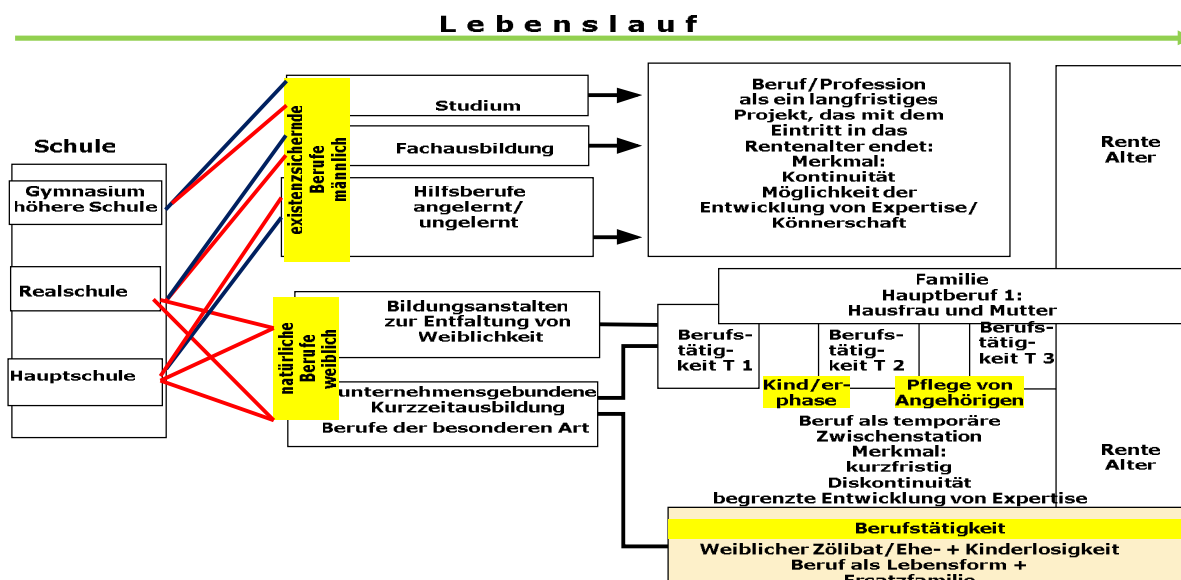 Lebenslauf
Schule
Gymnasium
höhere Schule
Realschule
Hauptschule
existenzsichernde
Berufe
männlich
Studium
Fachausbildung
Hilfsberufe
angelernt/
ungelernt
Beruf/Profession
als ein langfristiges
Projekt, das mit dem
Eintritt in das
Rentenalter endet:
Merkmal:
Kontinuität
Möglichkeit der
Entwicklung von Expertise/
Könnerschaft
Rente
Alter
natürliche
Berufe
weiblich
Bildungsanstalten
zur Entfaltung von
Weiblichkeit
unternehmensgebundene
Kurzzeitausbildung
Berufe der besonderen Art
Familie
Hauptberuf 1:
Hausfrau und Mutter
Berufs-
tätig-
keit T 1
Berufs-
tätig-
keit T 2
Berufs-
tätig-
keit T 3
Kind/er-
phase
Pflege von
Angehörigen
Beruf als temporäre
Zwischenstation
Merkmal:
kurzfristig
Diskontinuität
begrenzte Entwicklung von Expertise
Rente
Alter
Berufstätigkeit
Weiblicher Zölibat/Ehe- + Kinderlosigkeit
Beruf als Lebensform +
Ersatzfamilie